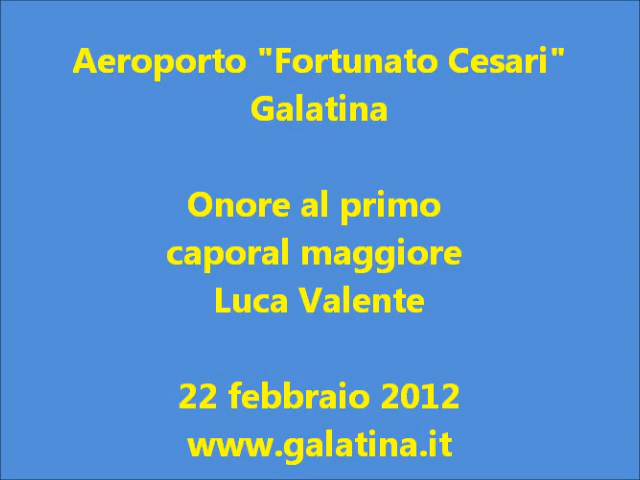 Aeroporto "Fortunato Cesari"
Galatina
Onore al primo
caporal maggiore
Luca Valente
22 febbraio 2012
www.galatina.it